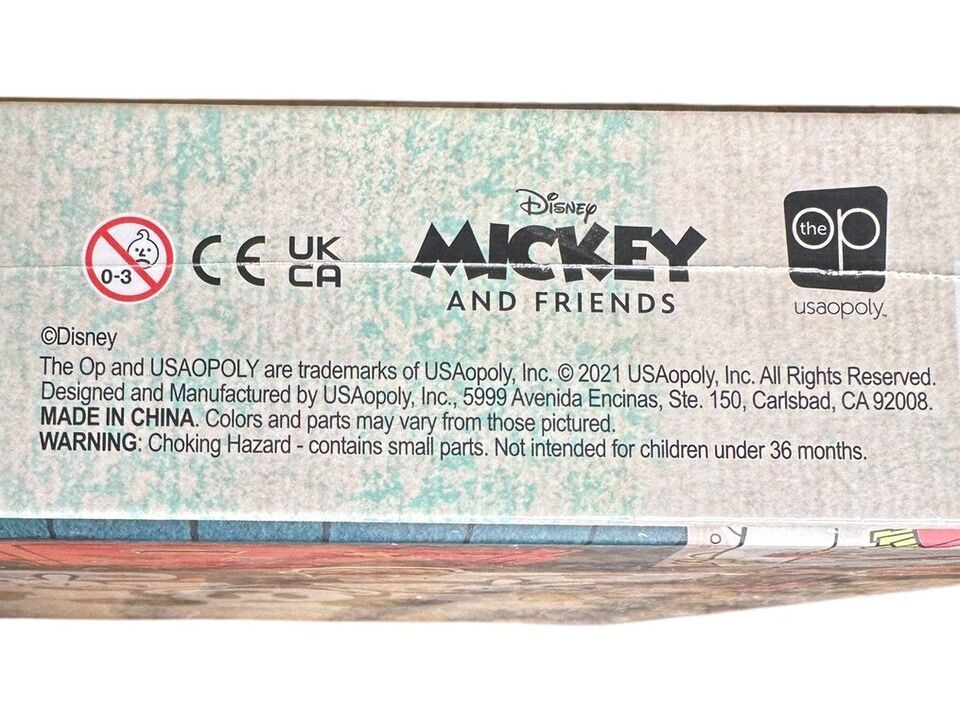 0-3
CE
UK
CA
Disney
MICKEY
AND FRIENDS
the op
usaopoly™
©Disney
The Op and USAOPOLY are trademarks of USAopoly, Inc. © 2021 USAopoly, Inc. All Rights Reserved.
Designed and Manufactured by USAopoly, Inc., 5999 Avenida Encinas, Ste. 150, Carlsbad, CA 92008.
MADE IN CHINA. Colors and parts may vary from those pictured.
WARNING: Choking Hazard - contains small parts. Not intended for children under 36 months.